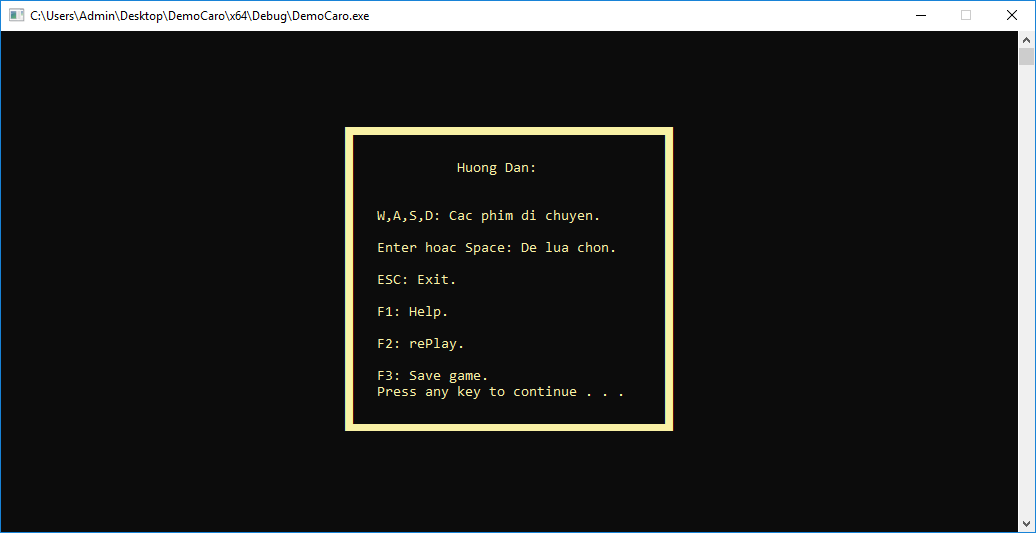 C:\Users\Admin\Desktop\DemoCaro\x64\Debug\DemoCaro.exe
Huong Dan:
W,A,S,D: Cac phim di chuyen.
Enter hoac Space: De lua chon.
ESC: Exit.
F1: Help.
F2: rePlay.
F3: Save game.
Press any key to continue . . .